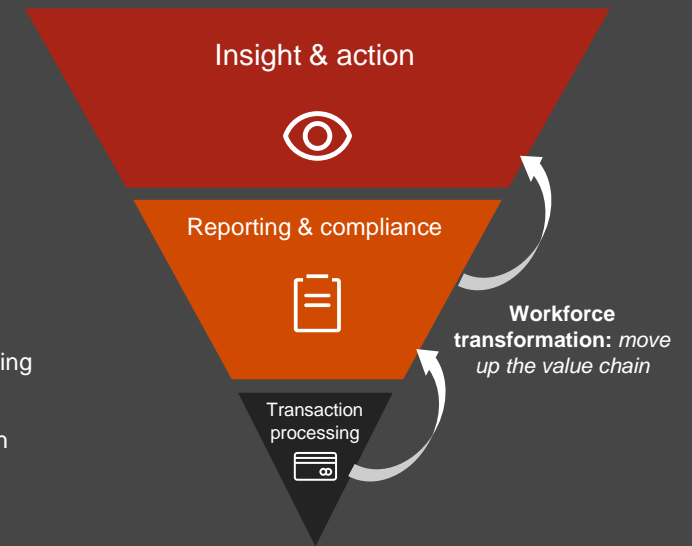 Insight & action
Reporting & compliance
Workforce
transformation: move
up the value chain
Transaction
processing